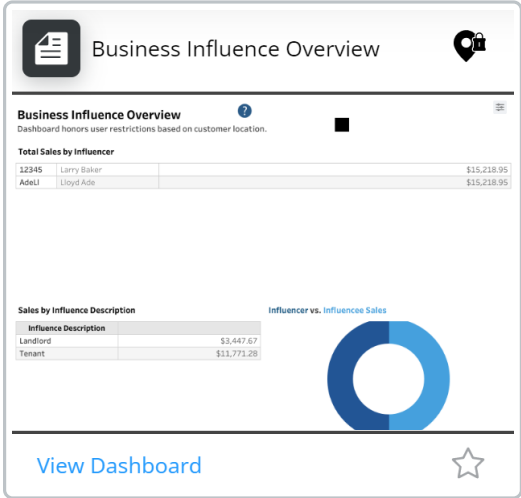 Business Influence Overview
Business Influence Overview
?
Dashboard honors user restrictions based on customer location.
Total Sales by Influencer
12345 Larry Baker $15,218.95
AdeLl Lloyd Ade $15,218.95
Sales by Influence Description
Influencer vs. Influencee Sales
Influence Description
Landlord $3,447.67
Tenant $11,771.28
View Dashboard